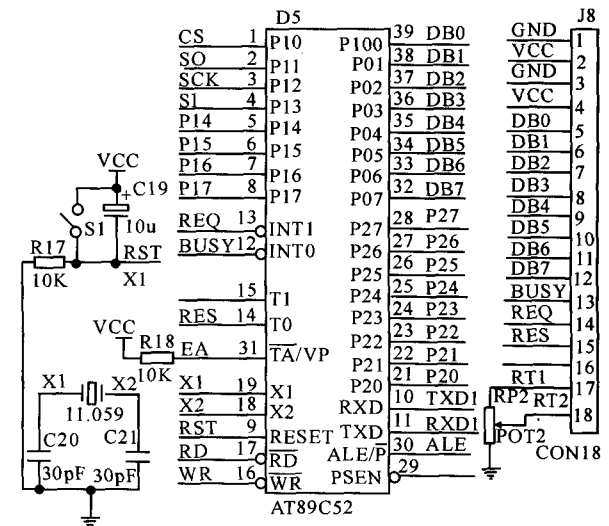 D5
J8
CS 1 P10 P100 39 DB0 GND 1
SO 2 P11 P01 38 DB1 VCC 2
SCK 3 P12 P02 37 DB2 GND 3
S1 4 P13 P03 36 DB3 VCC 4
P14 5 P14 P04 35 DB4 DB0 5
P15 6 P15 P05 34 DB5 DB1 6
P16 7 P16 P06 33 DB6 DB2 7
P17 8 P17 P07 32 DB7 DB3 8
VCC
+ C19
S1
10u
R17
10K
RST
X1
REQ 13 INT1 P27 28 P27 DB4 9
BUSY 12 INT0 P26 27 P26 DB5 10
P25 26 P25 DB6 11
15 T1 P24 25 P24 DB7 12
RES 14 T0 P23 24 P23 BUSY 13
P22 23 P22 REQ 14
VCC
R18
10K
EA 31 TA/VP P21 22 P21 RES 15
P20 21 P20 16
X1 19 X1 RXD 10 TXD1 RT1 17
X2 18 X2 TXD 11 RXD1 RP2 RT2 18
RST 9 RESET ALE/P 30 ALE POT2 CON18
RD 17 RD PSEN 29
WR 16 WR
X1 X2
11.059
C20 C21
30pF 30pF
AT89C52